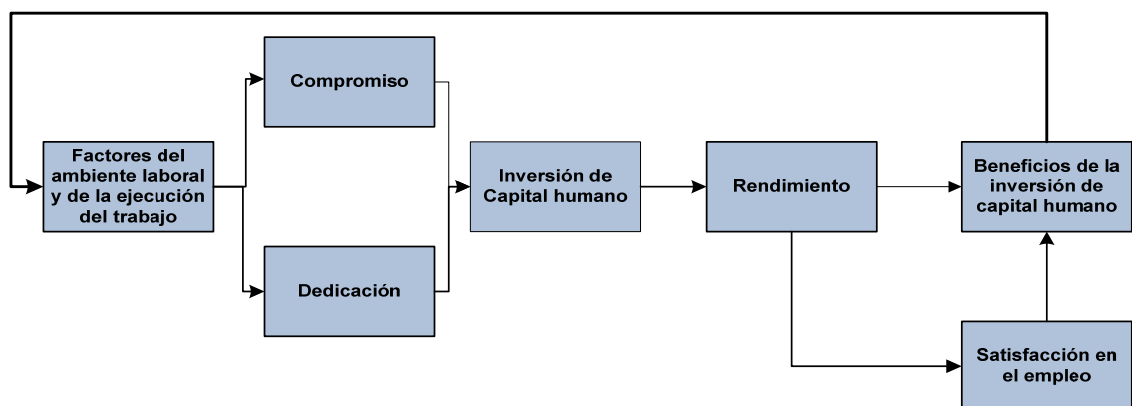 Compromiso
Factores del
ambiente laboral
y de la ejecución
del trabajo
Dedicación
Inversión de
Capital humano
Rendimiento
Beneficios de la
inversión de
capital humano
Satisfacción en
el empleo